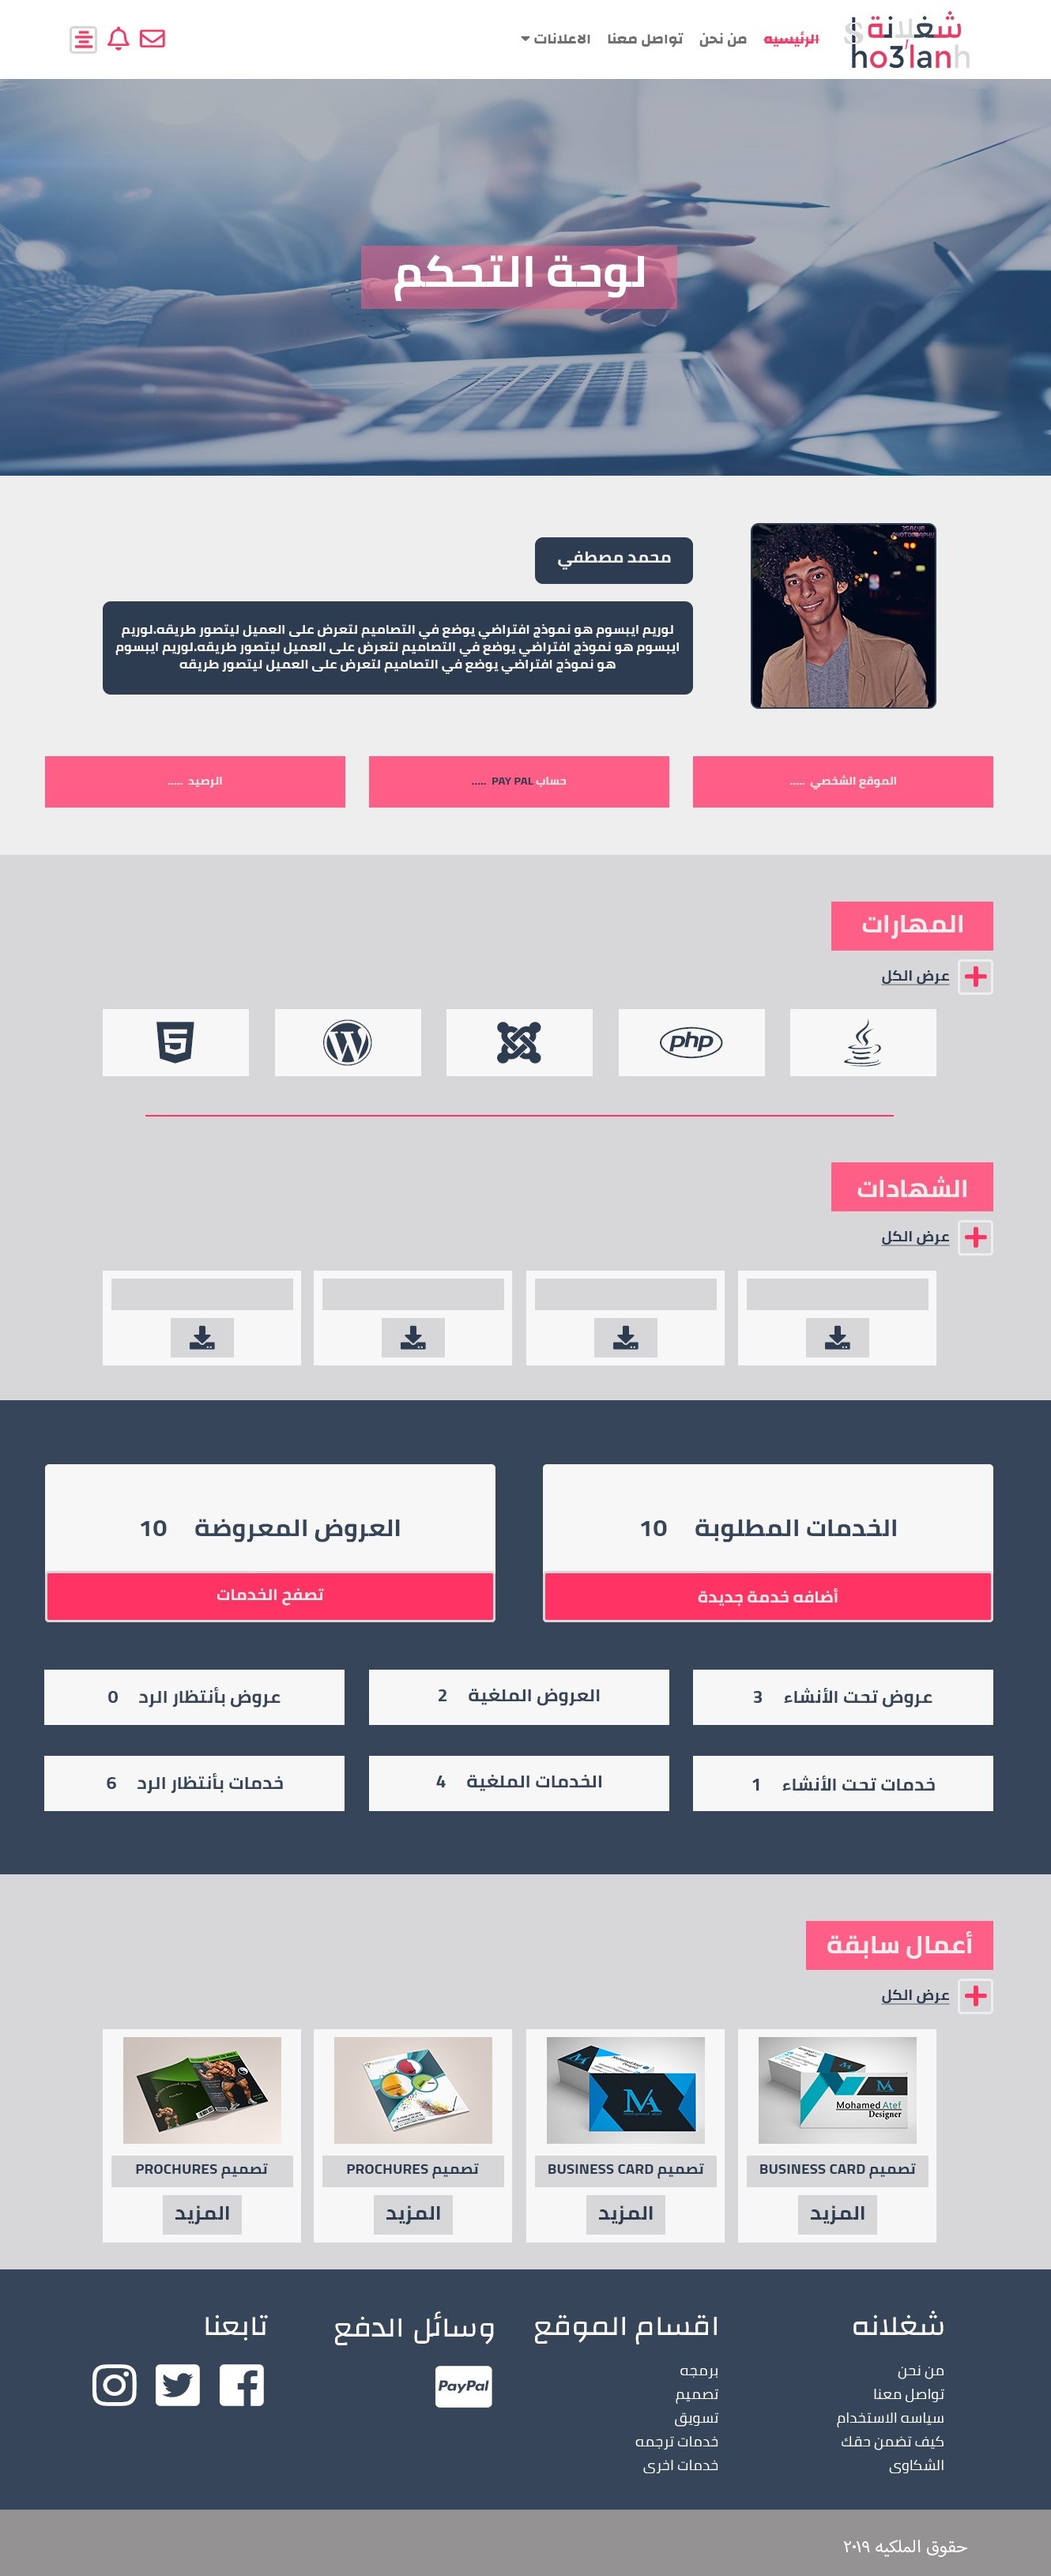 شغلانة
Sho3lanh
الرئيسيه
من نحن
تواصل معنا
الاعلانات
لوحة التحكم
محمد مصطفي
لوريم ايبسوم هو نموذج افتراضي يوضع في التصاميم لتعرض على العميل ليتصور طريقه.لوريم
ايبسوم هو نموذج افتراضي يوضع في التصاميم لتعرض على العميل ليتصور طريقه.لوريم ايبسوم
هو نموذج افتراضي يوضع في التصاميم لتعرض على العميل ليتصور طريقه
الموقع الشخصي .....
حساب PAY PAL .....
الرصيد .....
المهارات
عرض الكل
php
الشهادات
عرض الكل
الخدمات المطلوبة 10
أضافه خدمة جديدة
العروض المعروضة 10
تصفح الخدمات
عروض تحت الأنشاء 3
العروض الملغية 2
عروض بأنتظار الرد 0
خدمات تحت الأنشاء 1
الخدمات الملغية 4
خدمات بأنتظار الرد 6
أعمال سابقة
عرض الكل
MA
Mohamed Atef
Designer
تصميم BUSINESS CARD
المزيد
MA
تصميم BUSINESS CARD
المزيد
تصميم PROCHURES
المزيد
تصميم PROCHURES
المزيد
شغلانه
من نحن
تواصل معنا
سياسه الاستخدام
كيف تضمن حقك
الشكاوي
اقسام الموقع
برمجه
تصميم
تسويق
خدمات ترجمه
خدمات اخري
وسائل الدفع
PayPal
تابعنا
حقوق الملكيه ٢٠١٩